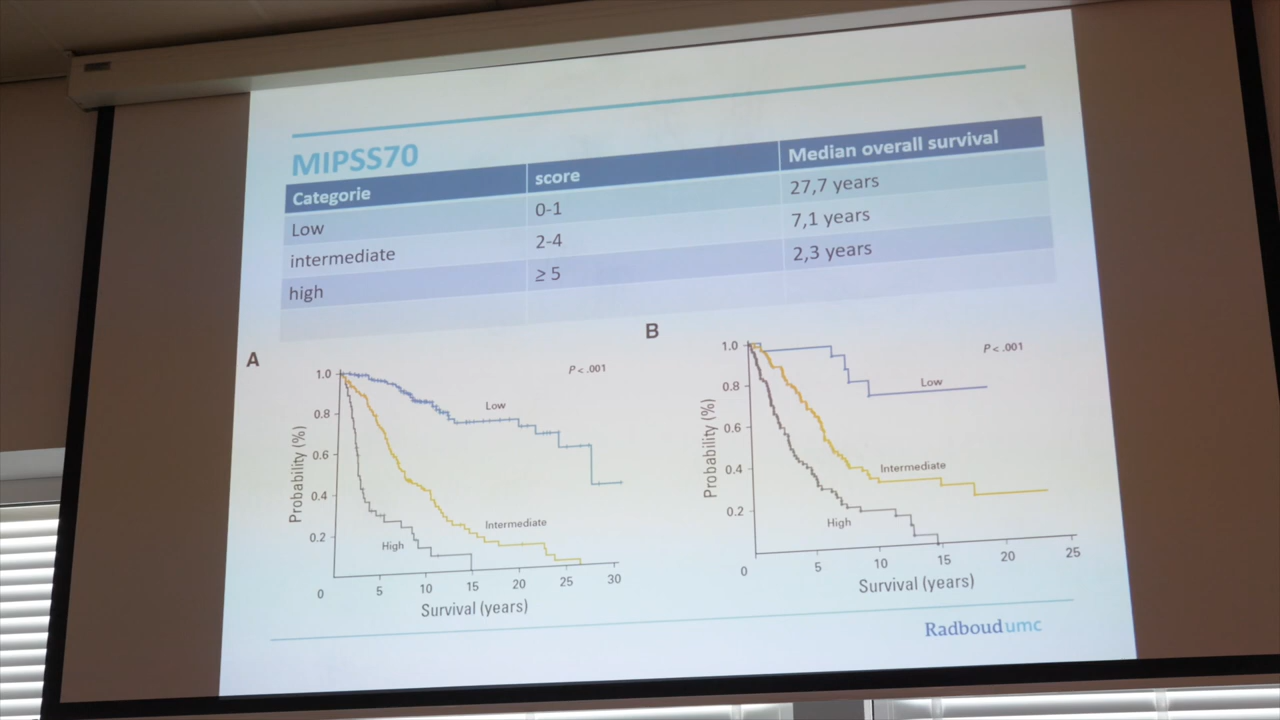 MIPSS70
Categorie score Median overall survival
Low 0-1 27,7 years
intermediate 2-4 7,1 years
high ≥ 5 2,3 years
A
P < .001
Probability (%)
1.0
0.8
0.6
0.4
0.2
Low
Intermediate
High
0 5 10 15 20 25 30
Survival (years)
B
P < .001
Probability (%)
1.0
0.8
0.6
0.4
0.2
Low
Intermediate
High
0 5 10 15 20 25
Survival (years)
Radboudumc